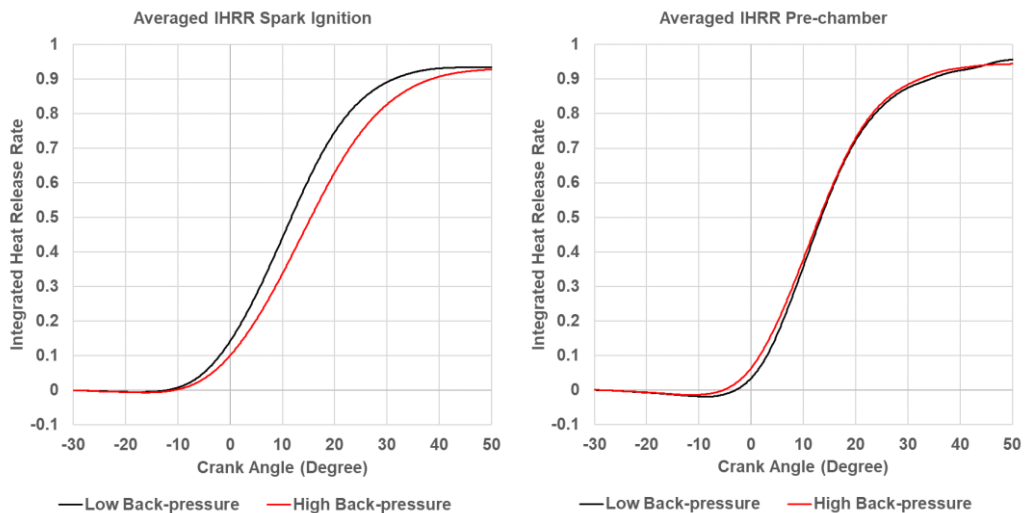 Averaged IHRR Spark Ignition
Integrated Heat Release Rate
1
0.9
0.8
0.7
0.6
0.5
0.4
0.3
0.2
0.1
0
-0.1
-30 -20 -10 0 10 20 30 40 50
Crank Angle (Degree)
Low Back-pressure High Back-pressure
Averaged IHRR Pre-chamber
Integrated Heat Release Rate
1
0.9
0.8
0.7
0.6
0.5
0.4
0.3
0.2
0.1
0
-0.1
-30 -20 -10 0 10 20 30 40 50
Crank Angle (Degree)
Low Back-pressure High Back-pressure